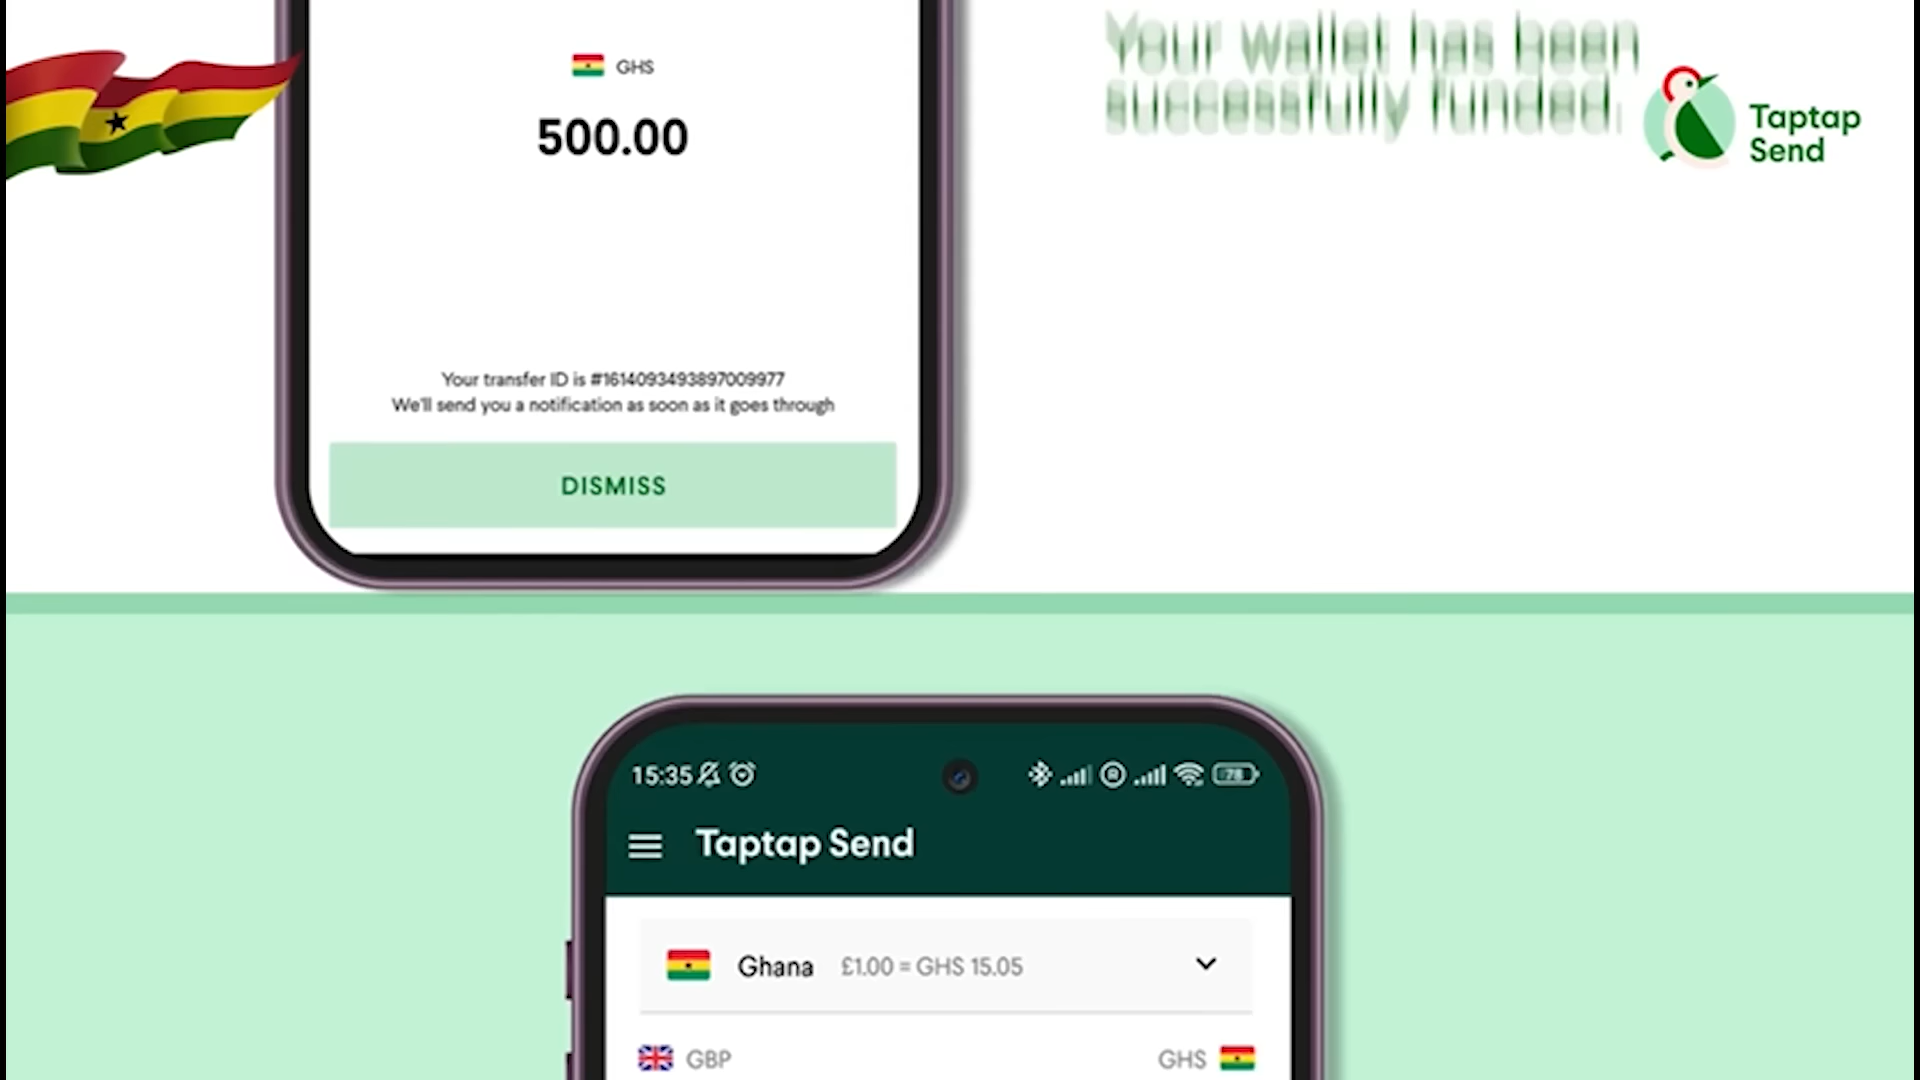 GHS
500.00
Your transfer ID is #1614093493897009977
We'll send you a notification as soon as it goes through
DISMISS
Your wallet has been
successfully funded.
Taptap
Send
15:35
78
Taptap Send
Ghana £1.00 = GHS 15.05
GBP
GHS